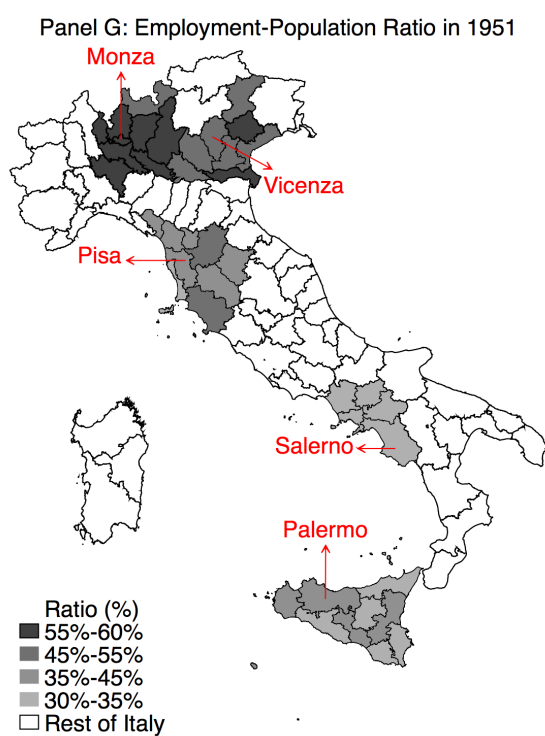 Panel G: Employment-Population Ratio in 1951
Monza
Vicenza
Pisa
Salerno
Palermo
Ratio (%)
55%-60%
45%-55%
35%-45%
30%-35%
Rest of Italy